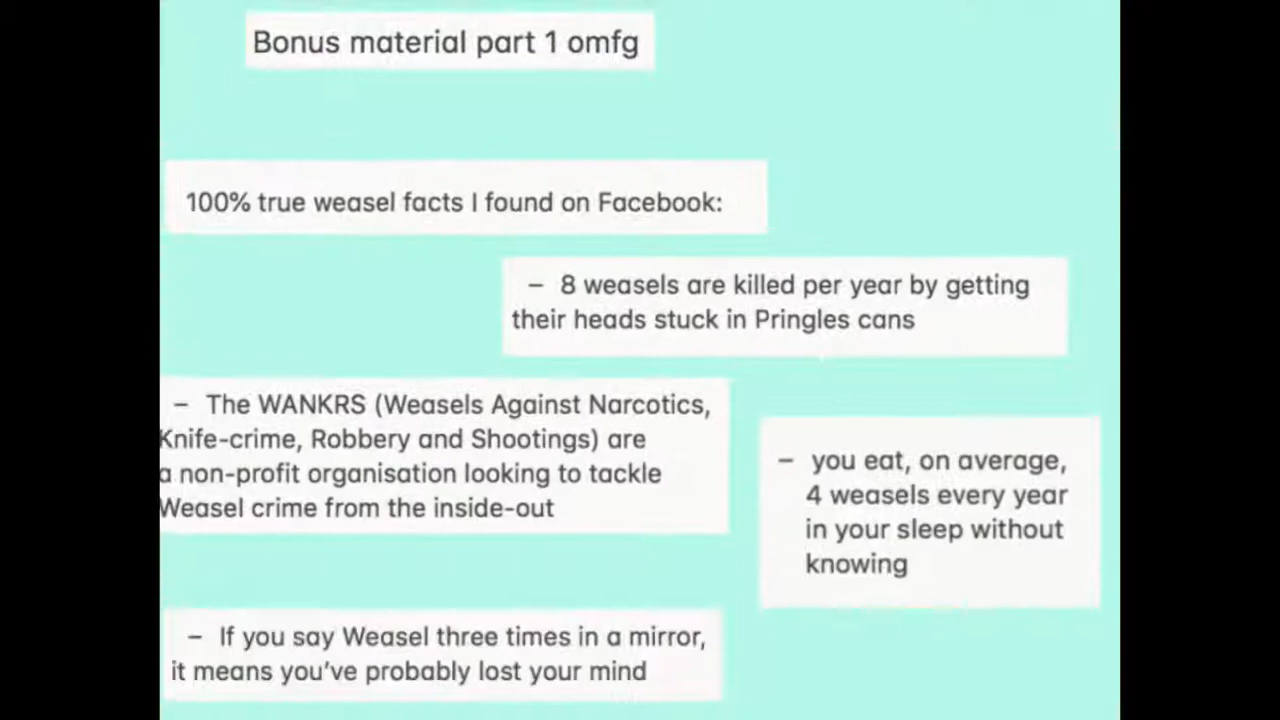 Bonus material part 1 omfg
100% true weasel facts I found on Facebook:
– 8 weasels are killed per year by getting
their heads stuck in Pringles cans
– The WANKRS (Weasels Against Narcotics,
Knife-crime, Robbery and Shootings) are
a non-profit organisation looking to tackle
Weasel crime from the inside-out
– you eat, on average,
4 weasels every year
in your sleep without
knowing
– If you say Weasel three times in a mirror,
it means you've probably lost your mind